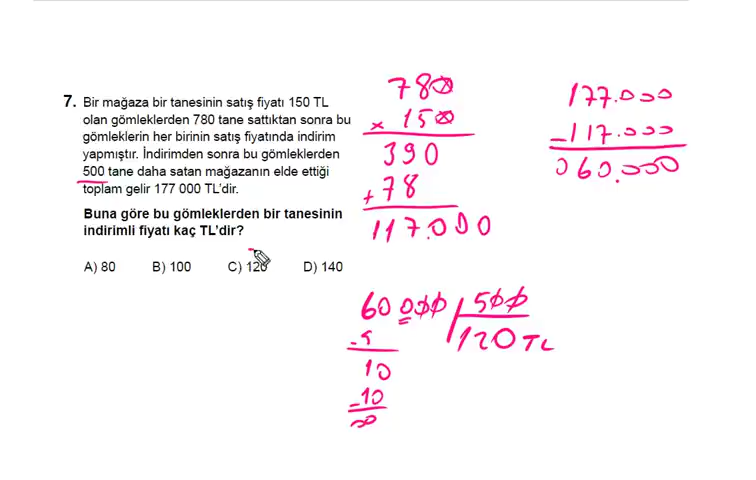 7. Bir mağaza bir tanesinin satış fiyatı 150 TL
olan gömleklerden 780 tane sattıktan sonra bu
gömleklerin her birinin satış fiyatında indirim
yapmıştır. İndirimden sonra bu gömleklerden
500 tane daha satan mağazanın elde ettiği
toplam gelir 177 000 TL'dir.
Buna göre bu gömleklerden bir tanesinin
indirimli fiyatı kaç TL'dir?
A) 80 B) 100 C) 120 D) 140
780
x 150
390
+ 78
117.000
177.000
- 117.000
060.000
60 000 500
- 5 120 TL
10
- 10
00